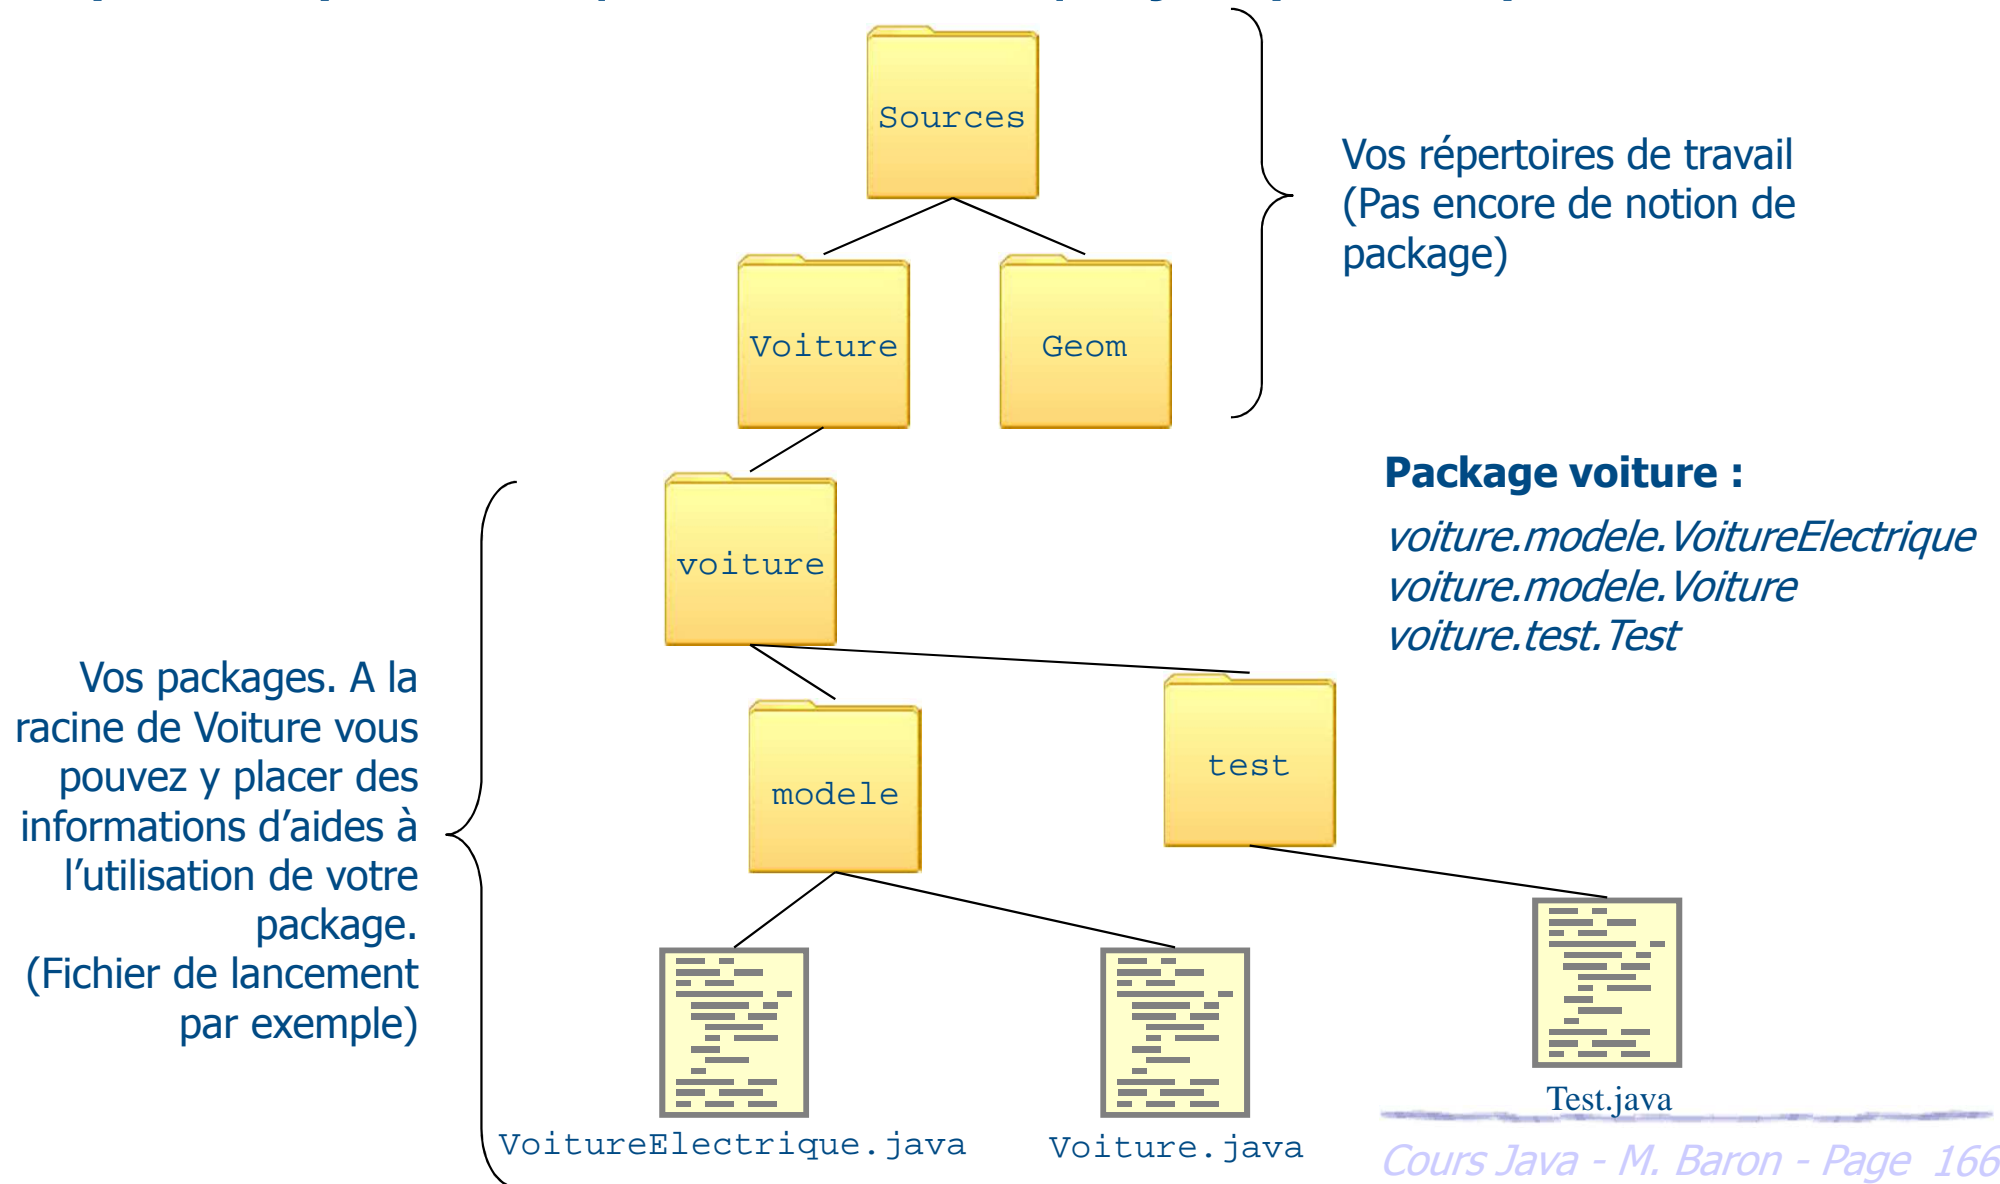 Sources
Vos répertoires de travail
(Pas encore de notion de
package)
Voiture
Geom
Package voiture :
voiture.modele.VoitureElectrique
voiture.modele.Voiture
voiture.test.Test
voiture
Vos packages. A la
racine de Voiture vous
pouvez y placer des
informations d’aides à
l’utilisation de votre
package.
(Fichier de lancement
par exemple)
modele
test
VoitureElectrique.java
Voiture.java
Test.java
Cours Java - M. Baron - Page 166